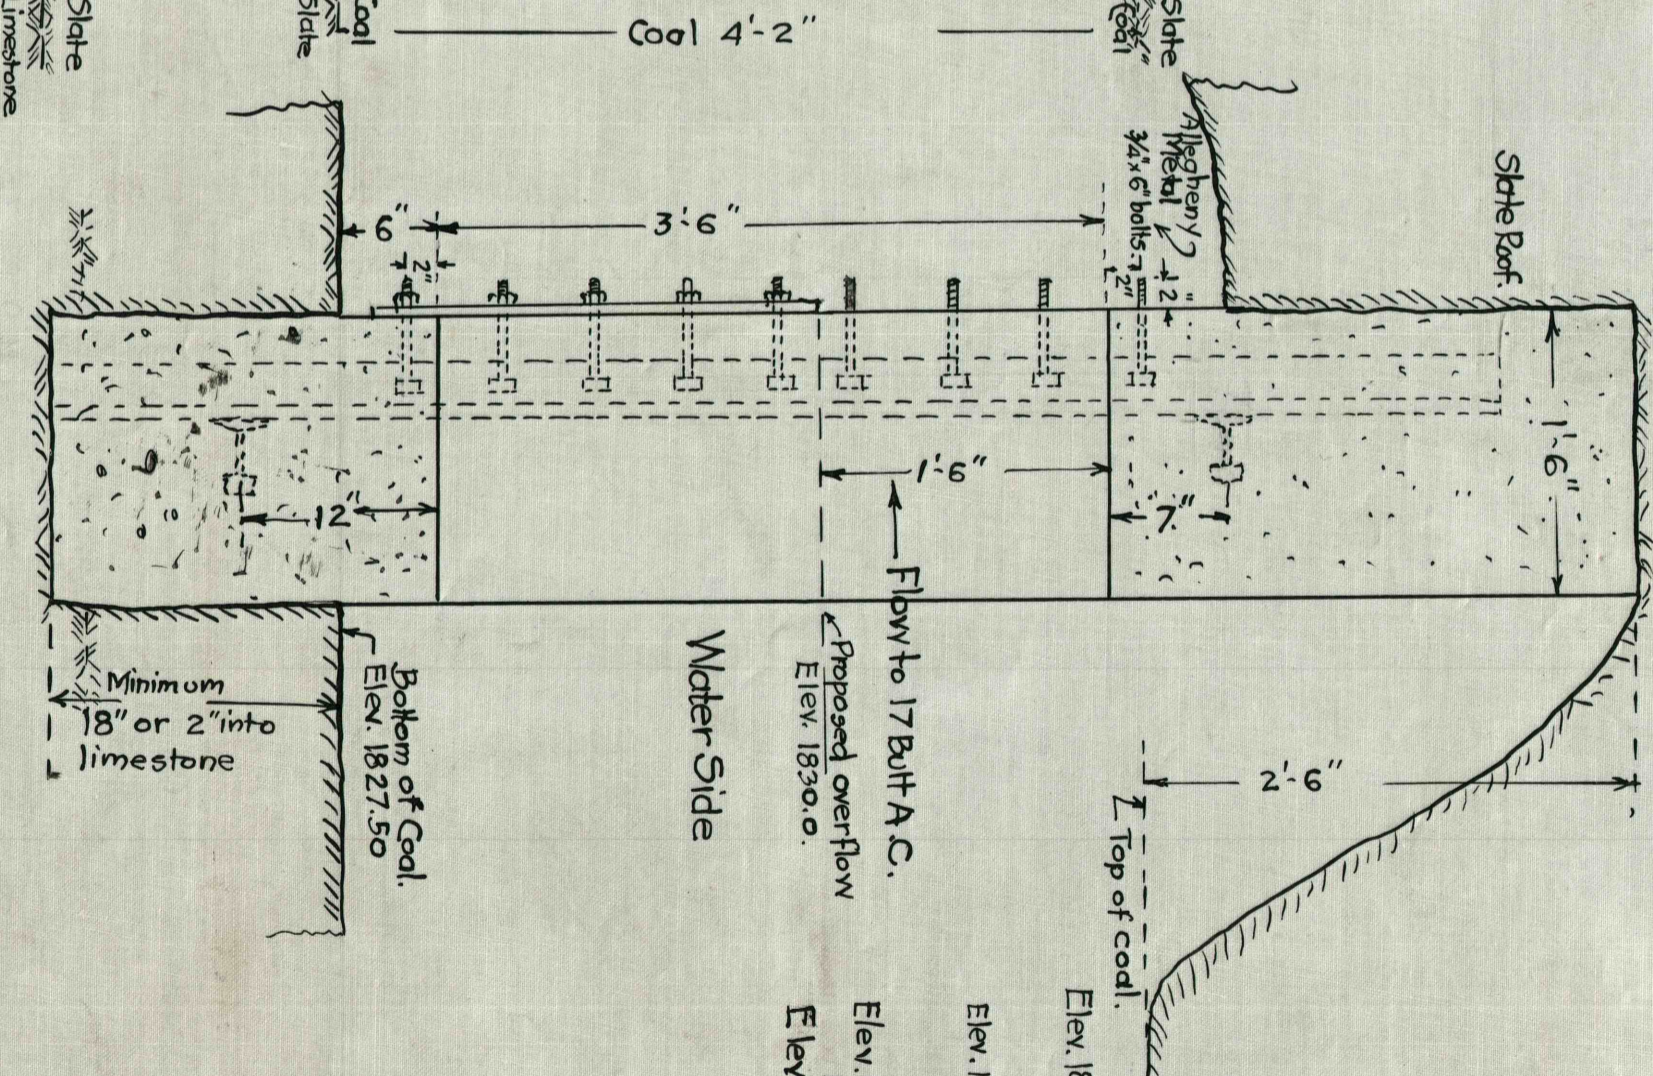 Slate
Limestone
Coal
Slate
Coal 4'-2"
Slate
Coal
Slate Roof.
Allegheny
Metal
3/4"x6" bolts.
6"
3'-6"
2"
2"
2"
1'-6"
1'-6"
12"
7"
Flow to 17 Butt A.C.
Proposed overflow
Elev. 1830.0.
Water Side
Bottom of Coal.
Elev. 1827.50
Minimum
18" or 2" into
limestone
2'-6"
Top of coal.
Elev. 18
Elev. 1
Elev.
Elev